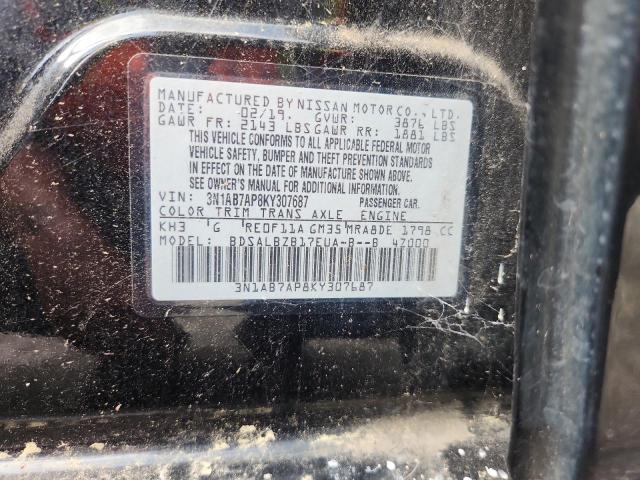 MANUFACTURED BY NISSAN MOTOR CO., LTD.
DATE: 02/19 GVWR: 3876 LBS
GAWR FR: 2143 LBS GAWR RR: 1881 LBS
THIS VEHICLE CONFORMS TO ALL APPLICABLE FEDERAL MOTOR
VEHICLE SAFETY, BUMPER AND THEFT PREVENTION STANDARDS
IN EFFECT ON THE DATE OF MANUFACTURE SHOWN ABOVE.
SEE OWNER'S MANUAL FOR ADDITIONAL INFORMATION.
VIN: 3N1AB7AP8KY307687 PASSENGER CAR.
COLOR TRIM TRANS AXLE ENGINE
KH3 G RE0F11A GM35 MRA8DE 1798 CC
MODEL: BDSALBZB17EUA-B--B 47000
3N1AB7AP8KY307687